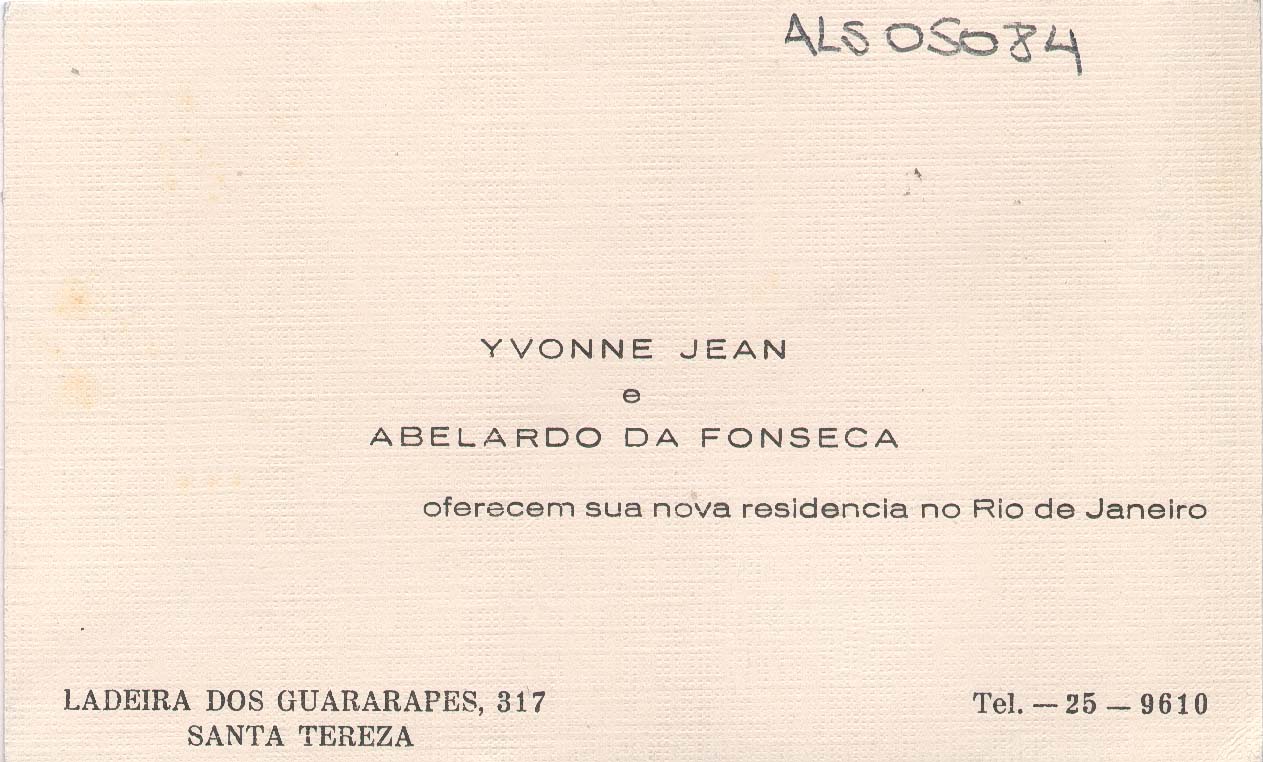 ALS 05084
YVONNE JEAN
e
ABELARDO DA FONSECA
oferecem sua nova residencia no Rio de Janeiro
LADEIRA DOS GUARARAPES, 317
SANTA TEREZA
Tel. — 25 — 9610